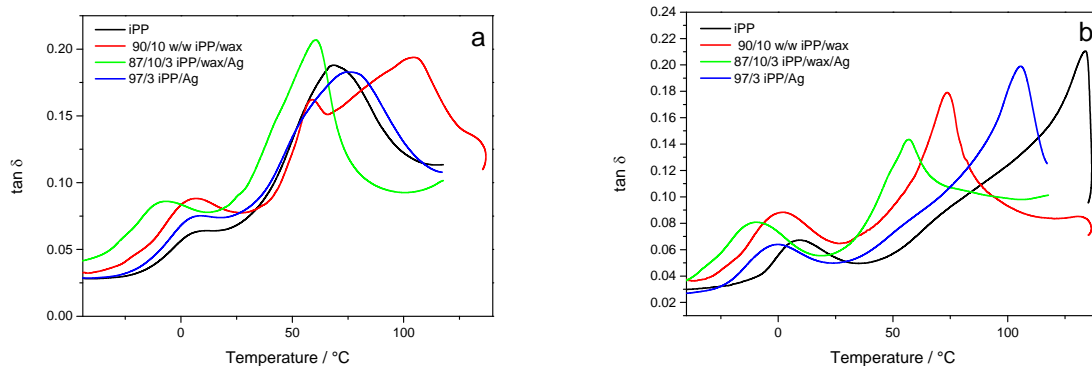 a
iPP
90/10 w/w iPP/wax
87/10/3 iPP/wax/Ag
97/3 iPP/Ag
0.20
0.15
0.10
0.05
0.00
tan δ
0
50
100
Temperature / °C
b
iPP
90/10 w/w iPP/wax
87/10/3 iPP/wax/Ag
97/3 iPP/Ag
0.24
0.22
0.20
0.18
0.16
0.14
0.12
0.10
0.08
0.06
0.04
0.02
tan δ
0
50
100
Temperature / °C